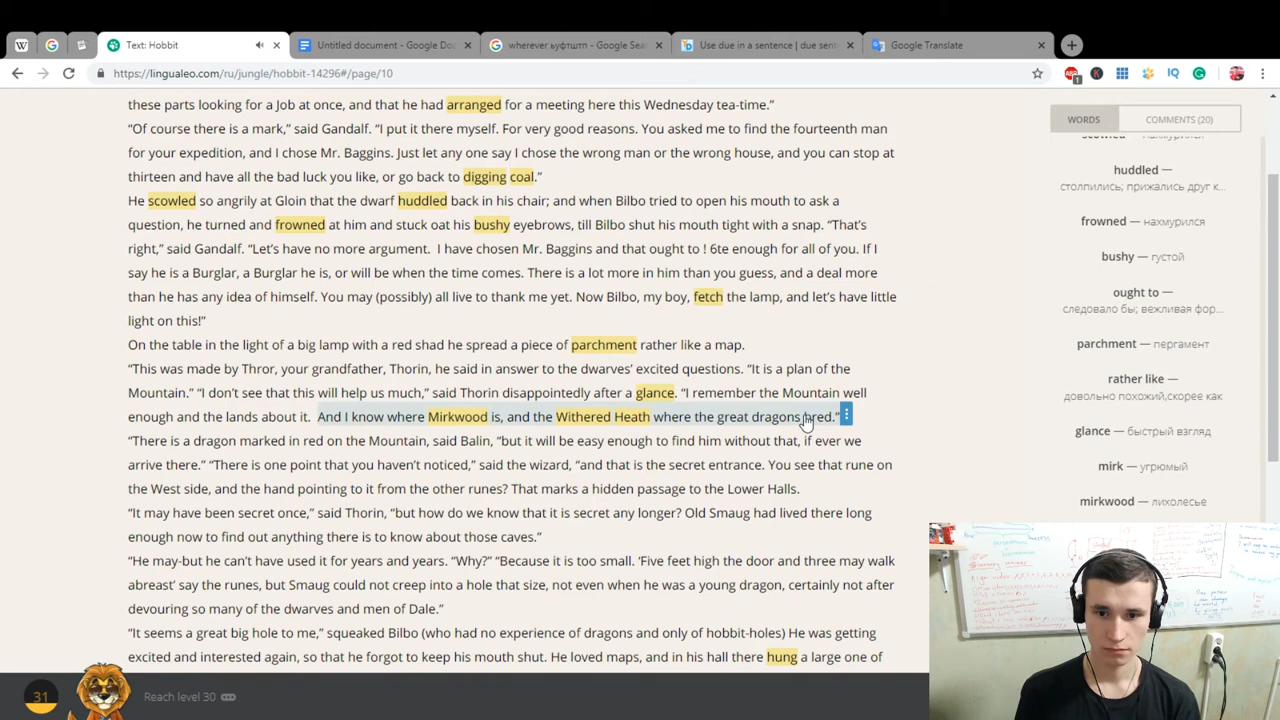 Text: Hobbit
Untitled document - Google Doc
wherever ьуфтштп - Google Sea
Use due in a sentence | due sent
Google Translate
https://lingualeo.com/ru/jungle/hobbit-14296#/page/10
these parts looking for a Job at once, and that he had arranged for a meeting here this Wednesday tea-time.”
“Of course there is a mark,” said Gandalf. “I put it there myself. For very good reasons. You asked me to find the fourteenth man
for your expedition, and I chose Mr. Baggins. Just let any one say I chose the wrong man or the wrong house, and you can stop at
thirteen and have all the bad luck you like, or go back to digging coal.”
He scowled so angrily at Gloin that the dwarf huddled back in his chair; and when Bilbo tried to open his mouth to ask a
question, he turned and frowned at him and stuck oat his bushy eyebrows, till Bilbo shut his mouth tight with a snap. “That’s
right,” said Gandalf. “Let’s have no more argument. I have chosen Mr. Baggins and that ought to ! 6te enough for all of you. If I
say he is a Burglar, a Burglar he is, or will be when the time comes. There is a lot more in him than you guess, and a deal more
than he has any idea of himself. You may (possibly) all live to thank me yet. Now Bilbo, my boy, fetch the lamp, and let’s have little
light on this!”
On the table in the light of a big lamp with a red shad he spread a piece of parchment rather like a map.
“This was made by Thror, your grandfather, Thorin, he said in answer to the dwarves’ excited questions. “It is a plan of the
Mountain.” “I don’t see that this will help us much,” said Thorin disappointedly after a glance. “I remember the Mountain well
enough and the lands about it. And I know where Mirkwood is, and the Withered Heath where the great dragons bred.”
“There is a dragon marked in red on the Mountain, said Balin, “but it will be easy enough to find him without that, if ever we
arrive there.” “There is one point that you haven’t noticed,” said the wizard, “and that is the secret entrance. You see that rune on
the West side, and the hand pointing to it from the other runes? That marks a hidden passage to the Lower Halls.
“It may have been secret once,” said Thorin, “but how do we know that it is secret any longer? Old Smaug had lived there long
enough now to find out anything there is to know about those caves.”
“He may-but he can’t have used it for years and years. “Why?” “Because it is too small. ‘Five feet high the door and three may walk
abreast’ say the runes, but Smaug could not creep into a hole that size, not even when he was a young dragon, certainly not after
devouring so many of the dwarves and men of Dale.”
“It seems a great big hole to me,” squeaked Bilbo (who had no experience of dragons and only of hobbit-holes) He was getting
excited and interested again, so that he forgot to keep his mouth shut. He loved maps, and in his hall there hung a large one of
WORDS
COMMENTS (20)
scowled — нахмурился
huddled —
столпились; прижались друг к...
frowned — нахмурился
bushy — густой
ought to —
следовало бы; вежливая фор...
parchment — пергамент
rather like —
довольно похожий,скорее как
glance — быстрый взгляд
mirk — угрюмый
mirkwood — лихолесье
31
Reach level 30